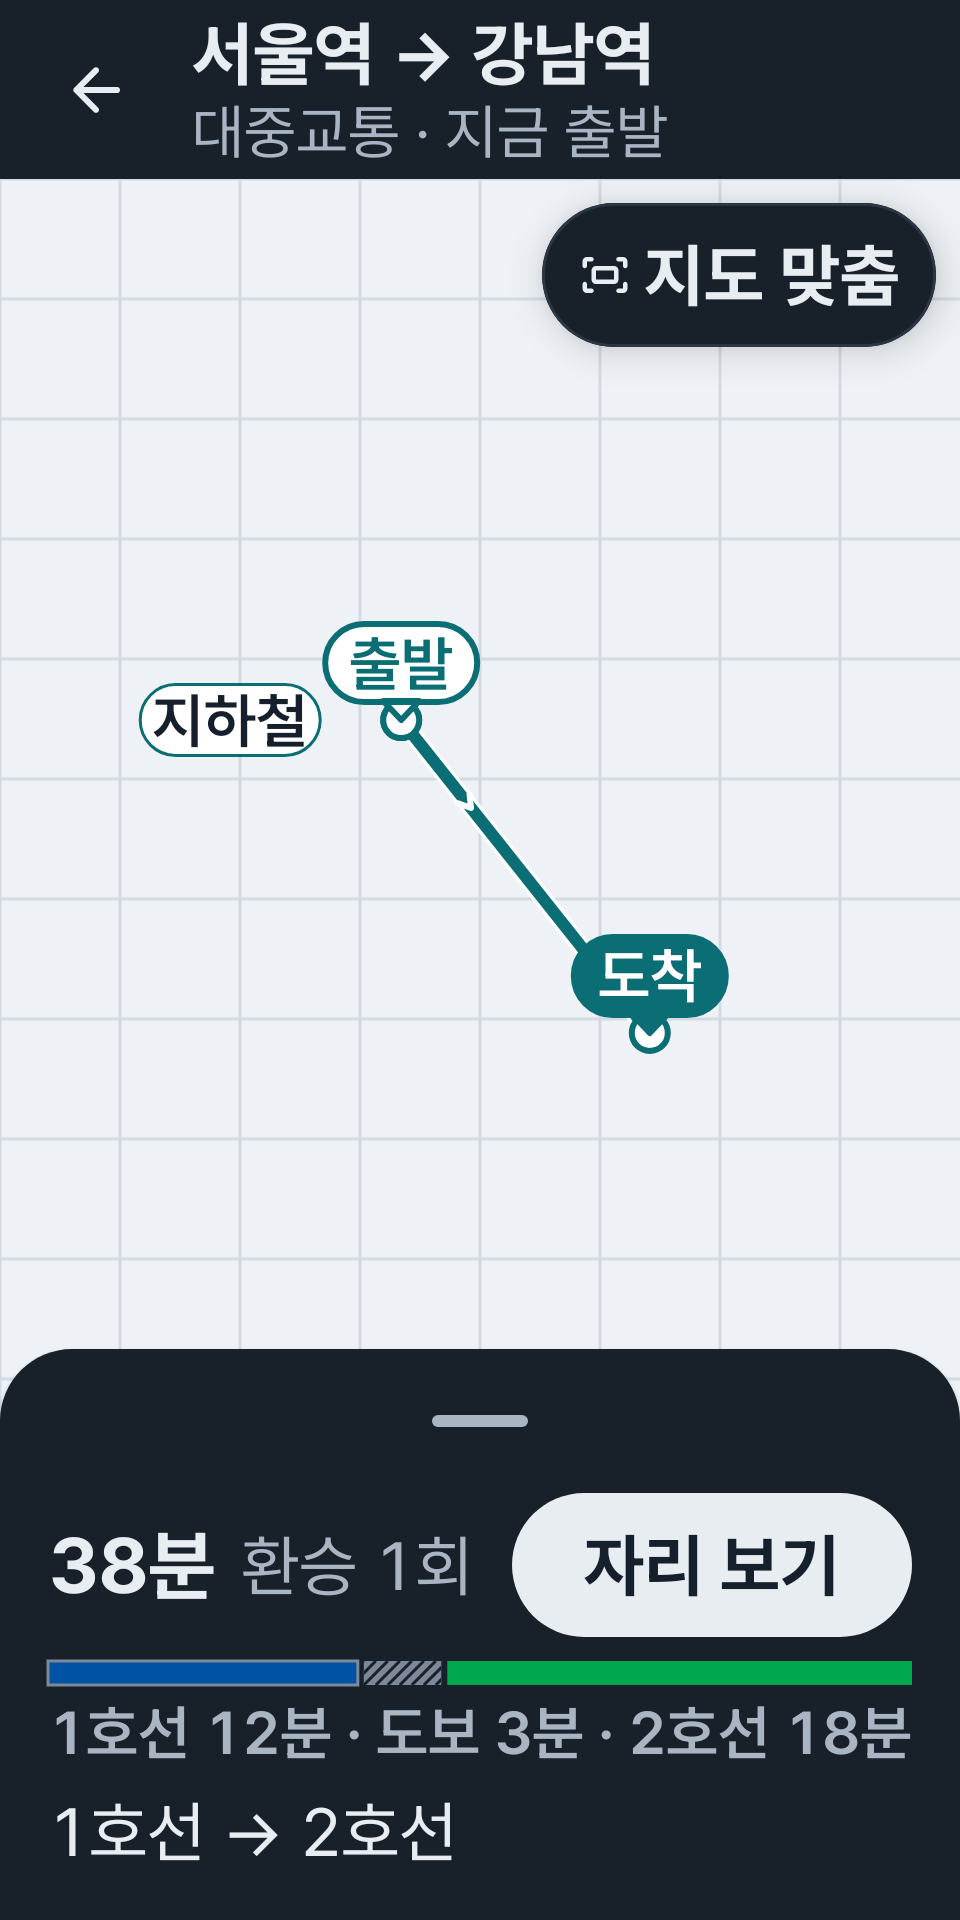 서울역 → 강남역
대중교통 · 지금 출발
지도 맞춤
출발
지하철
도착
38분 환승 1회
자리 보기
1호선 12분 · 도보 3분 · 2호선 18분
1호선 → 2호선